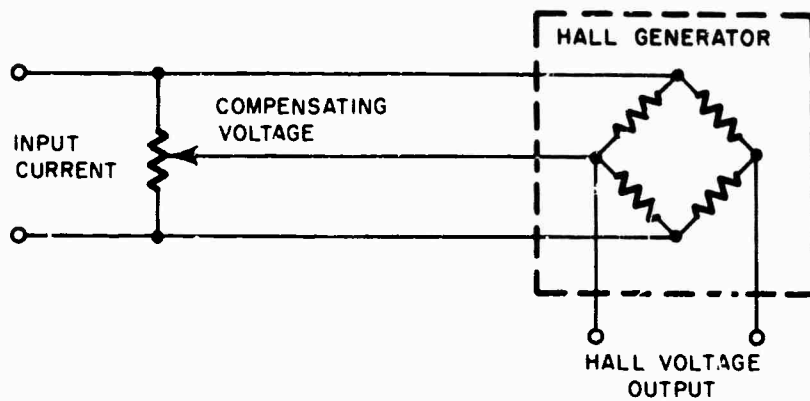 HALL GENERATOR
COMPENSATING
VOLTAGE
INPUT
CURRENT
HALL VOLTAGE
OUTPUT